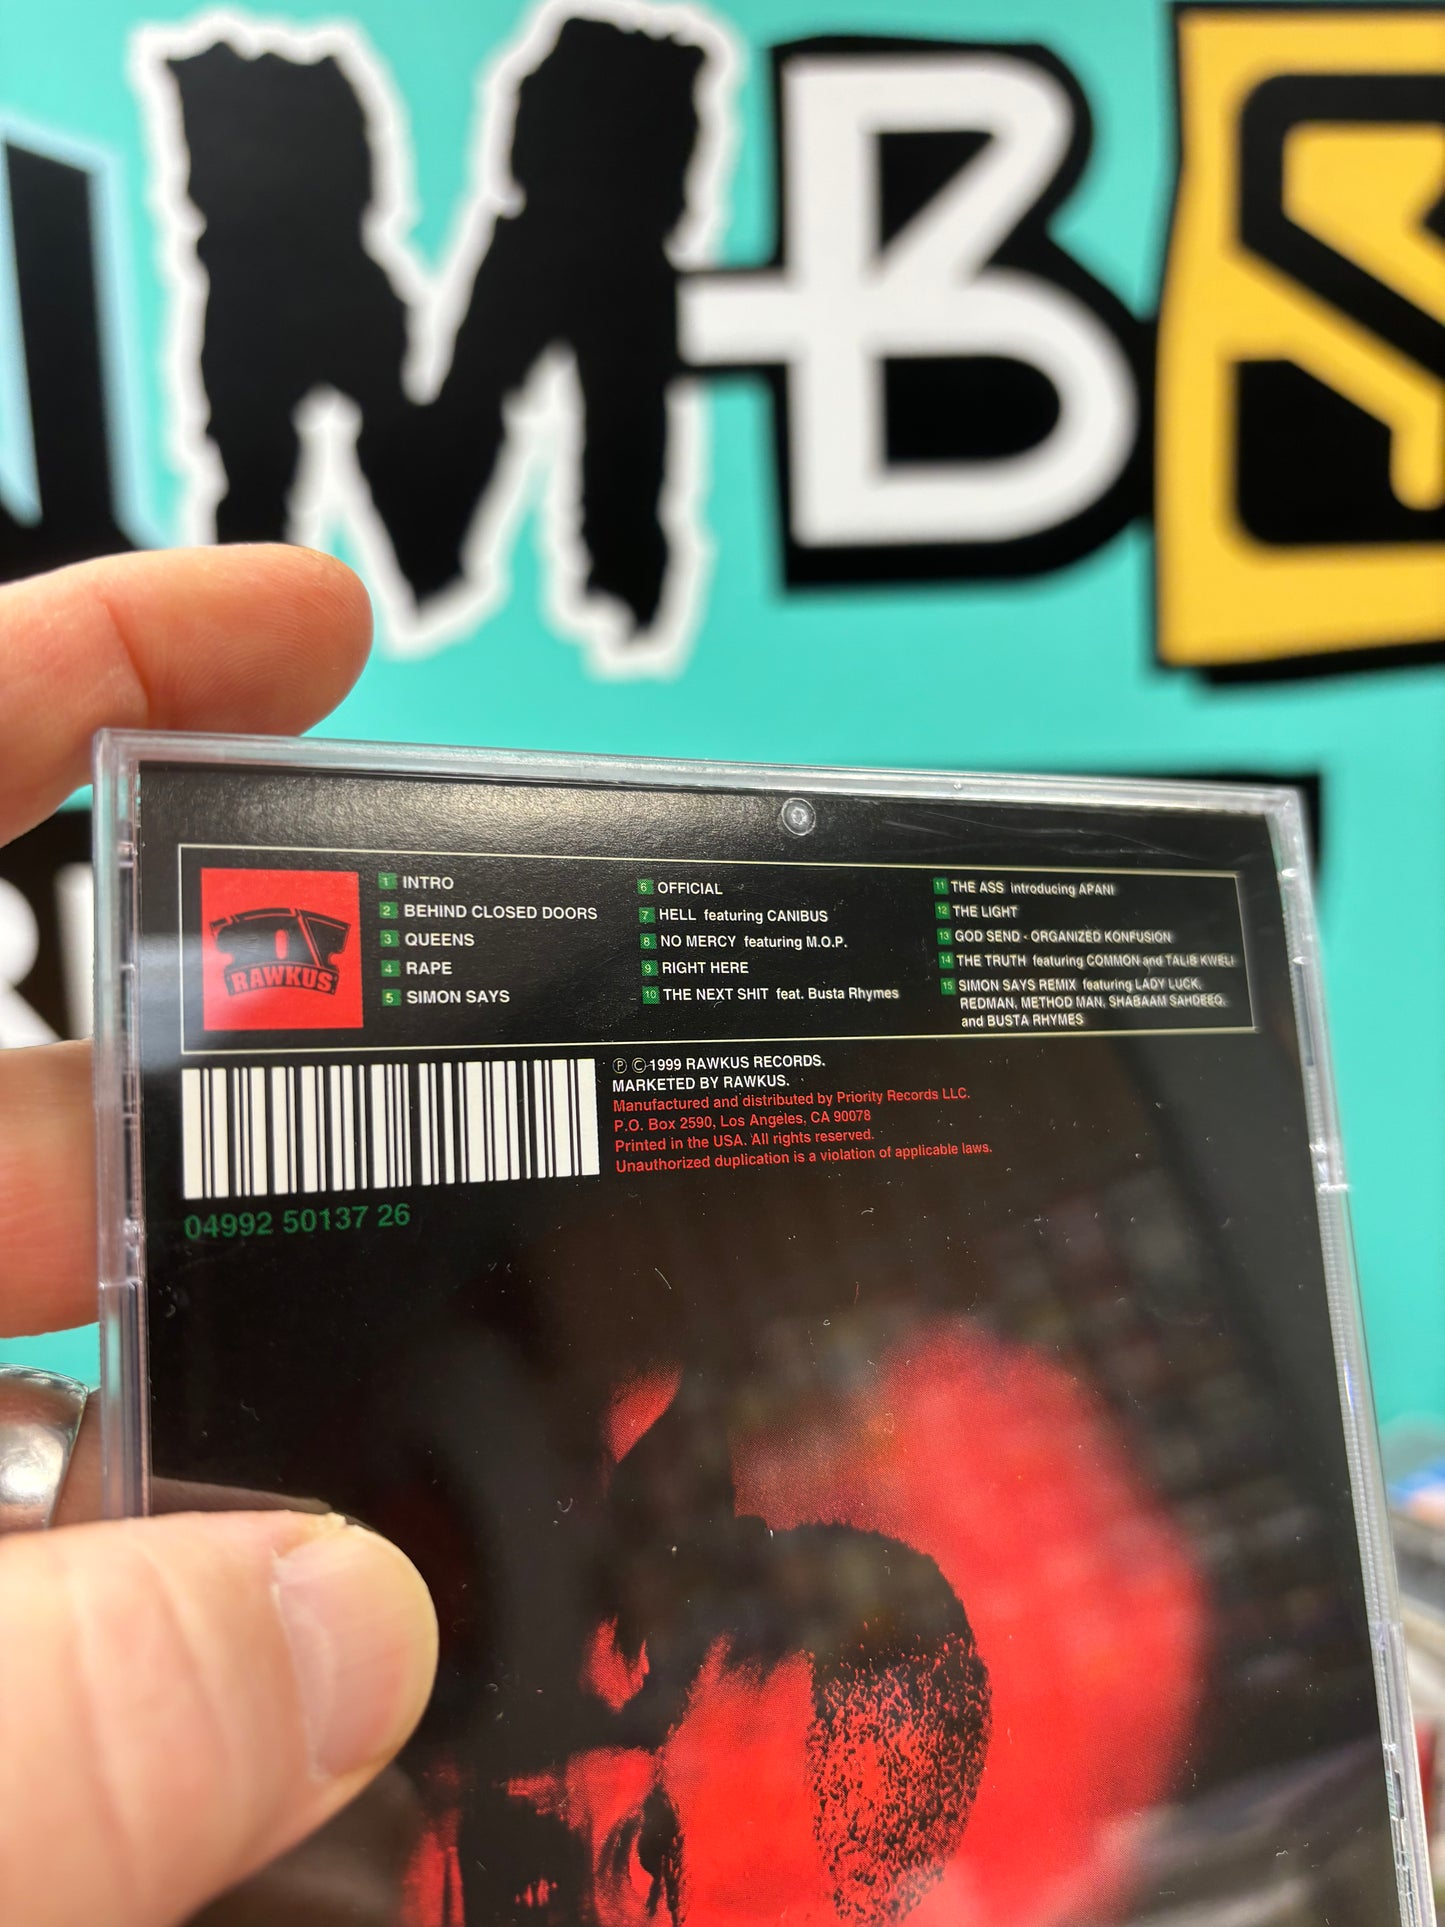 MBS
RAWKUS
1 INTRO
2 BEHIND CLOSED DOORS
3 QUEENS
4 RAPE
5 SIMON SAYS
6 OFFICIAL
7 HELL featuring CANIBUS
8 NO MERCY featuring M.O.P.
9 RIGHT HERE
10 THE NEXT SHIT feat. Busta Rhymes
11 THE ASS introducing APANI
12 THE LIGHT
13 GOD SEND - ORGANIZED KONFUSION
14 THE TRUTH featuring COMMON and TALIB KWELI
15 SIMON SAYS REMIX featuring LADY LUCK,
REDMAN, METHOD MAN, SHABAAM SAHDEEQ,
and BUSTA RHYMES
℗ © 1999 RAWKUS RECORDS.
MARKETED BY RAWKUS.
Manufactured and distributed by Priority Records LLC.
P.O. Box 2590, Los Angeles, CA 90078
Printed in the USA. All rights reserved.
Unauthorized duplication is a violation of applicable laws.
04992 50137 26